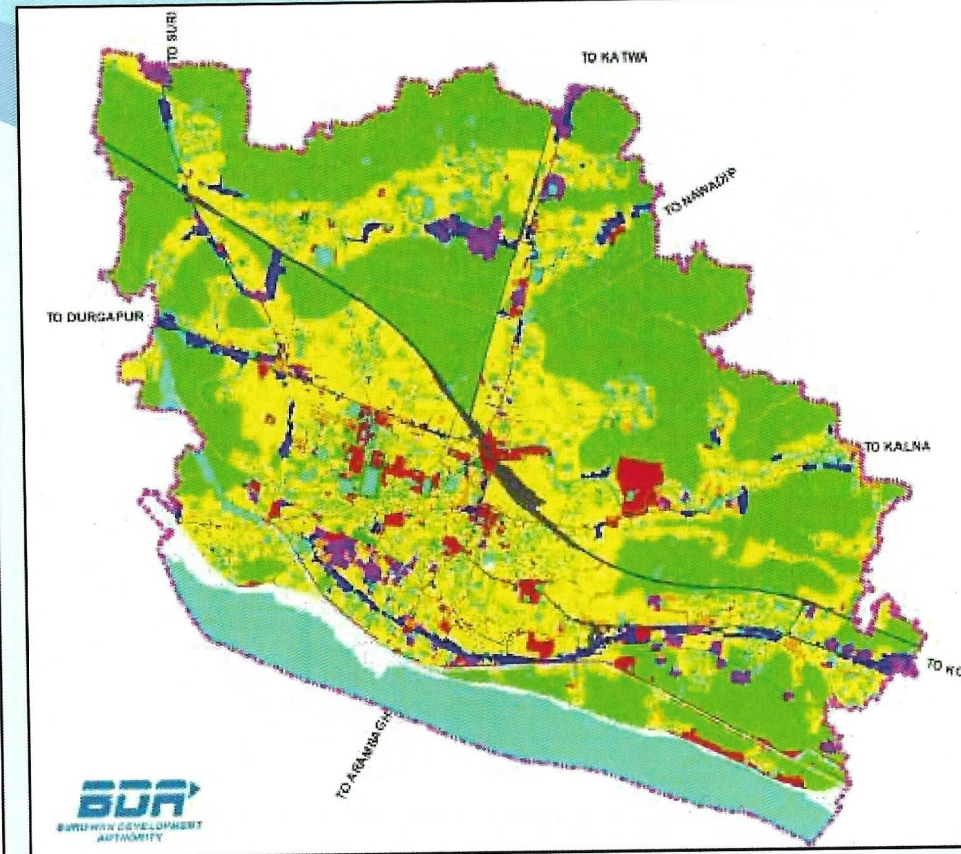 TO SURI
TO KATWA
TO NAWADIP
TO DURGAPUR
TO KALNA
TO KO
TO ARAMBAGH
BDA
BURDWAN DEVELOPMENT
AUTHORITY